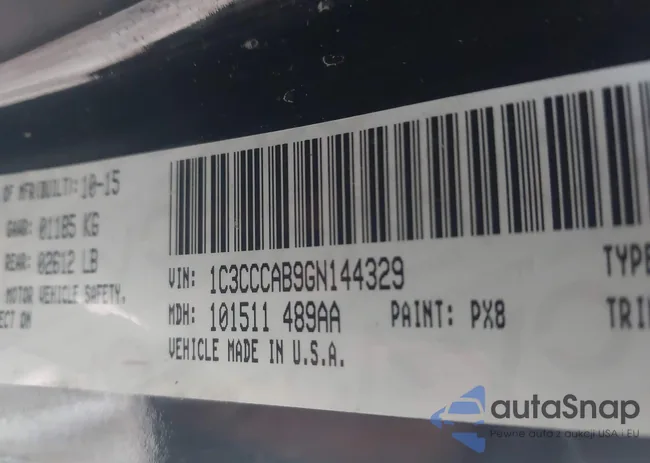 OF MFR(BUILT): 10-15
GAWR: 01185 KG
REAR: 02612 LB
MOTOR VEHICLE SAFETY.
ECT ON
VIN: 1C3CCCAB9GN144329
MDH: 101511 489AA
PAINT: PX8
VEHICLE MADE IN U.S.A.
TYPE
TRI
autaSnap
Pewne auta z aukcji USA i EU